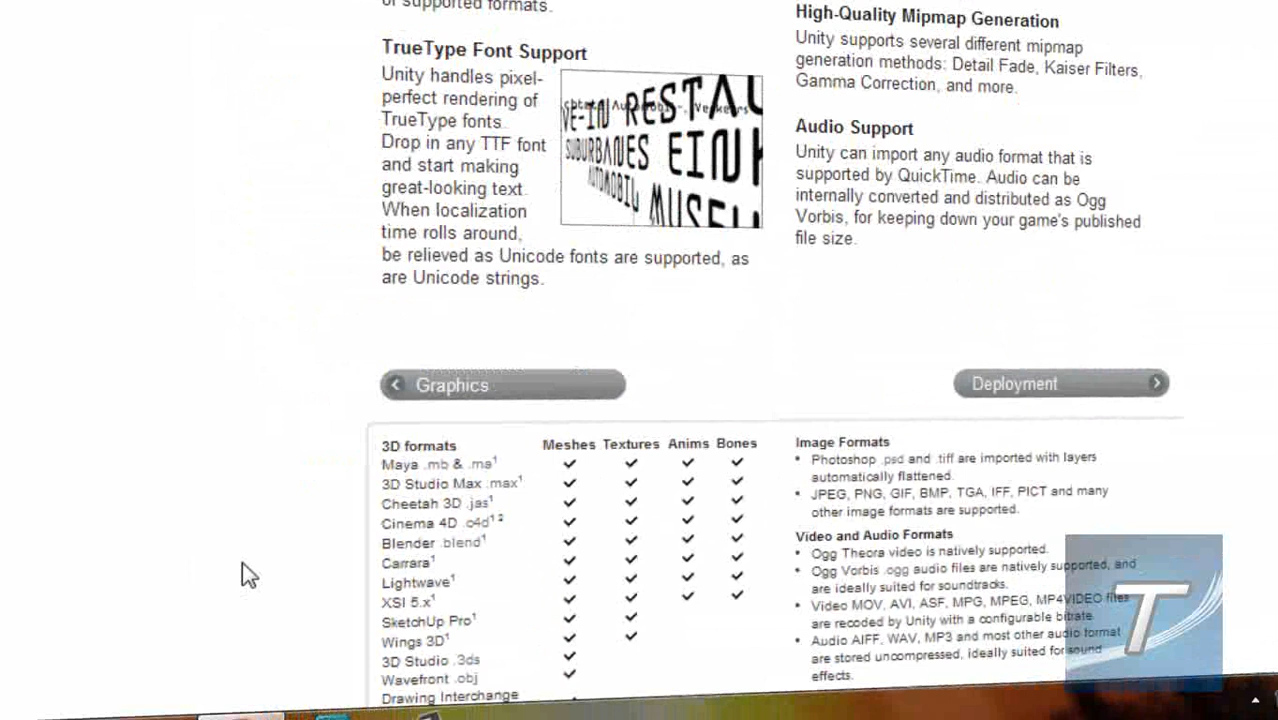 of supported formats.
TrueType Font Support
Unity handles pixel-
perfect rendering of
TrueType fonts.
Drop in any TTF font
and start making
great-looking text.
When localization
time rolls around,
be relieved as Unicode fonts are supported, as
are Unicode strings.
VE-IN RESTAU
SUBURBANES EINK
AUTOMOBIL MUSEU
High-Quality Mipmap Generation
Unity supports several different mipmap
generation methods: Detail Fade, Kaiser Filters,
Gamma Correction, and more.
Audio Support
Unity can import any audio format that is
supported by QuickTime. Audio can be
internally converted and distributed as Ogg
Vorbis, for keeping down your game's published
file size.
Graphics
Deployment
3D formats Meshes Textures Anims Bones
Maya .mb & .ma¹
3D Studio Max .max¹
Cheetah 3D .jas¹
Cinema 4D .c4d¹ ²
Blender .blend¹
Carrara¹
Lightwave¹
XSI 5.x¹
SketchUp Pro¹
Wings 3D¹
3D Studio .3ds
Wavefront .obj
Drawing Interchange
Image Formats
• Photoshop .psd and .tiff are imported with layers
automatically flattened.
• JPEG, PNG, GIF, BMP, TGA, IFF, PICT and many
other image formats are supported.
Video and Audio Formats
• Ogg Theora video is natively supported.
• Ogg Vorbis .ogg audio files are natively supported, and
are ideally suited for soundtracks.
• Video MOV, AVI, ASF, MPG, MPEG, MP4VIDEO files
are recoded by Unity with a configurable bitrate.
• Audio AIFF, WAV, MP3 and most other audio format
are stored uncompressed, ideally suited for sound
effects.
T